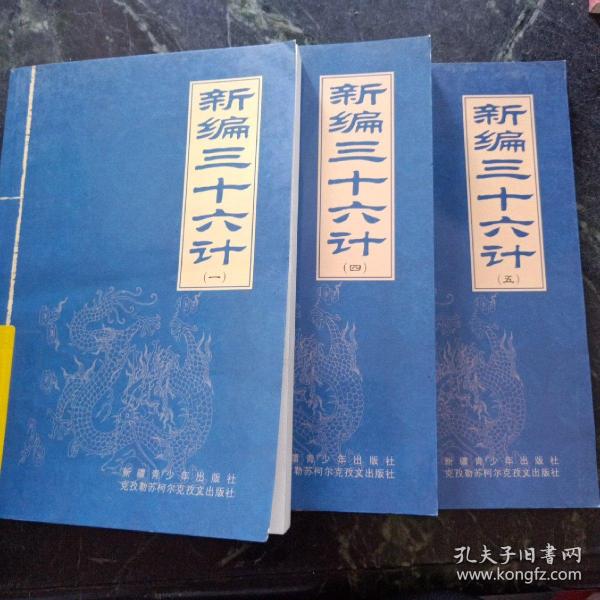 新编三十六计
（一）
新疆青少年出版社
克孜勒苏柯尔克孜文出版社
新编三十六计
（四）
新疆青少年出版社
克孜勒苏柯尔克孜文出版社
新编三十六计
（五）
新疆青少年出版社
克孜勒苏柯尔克孜文出版社
孔夫子旧書网
www.kongfz.com